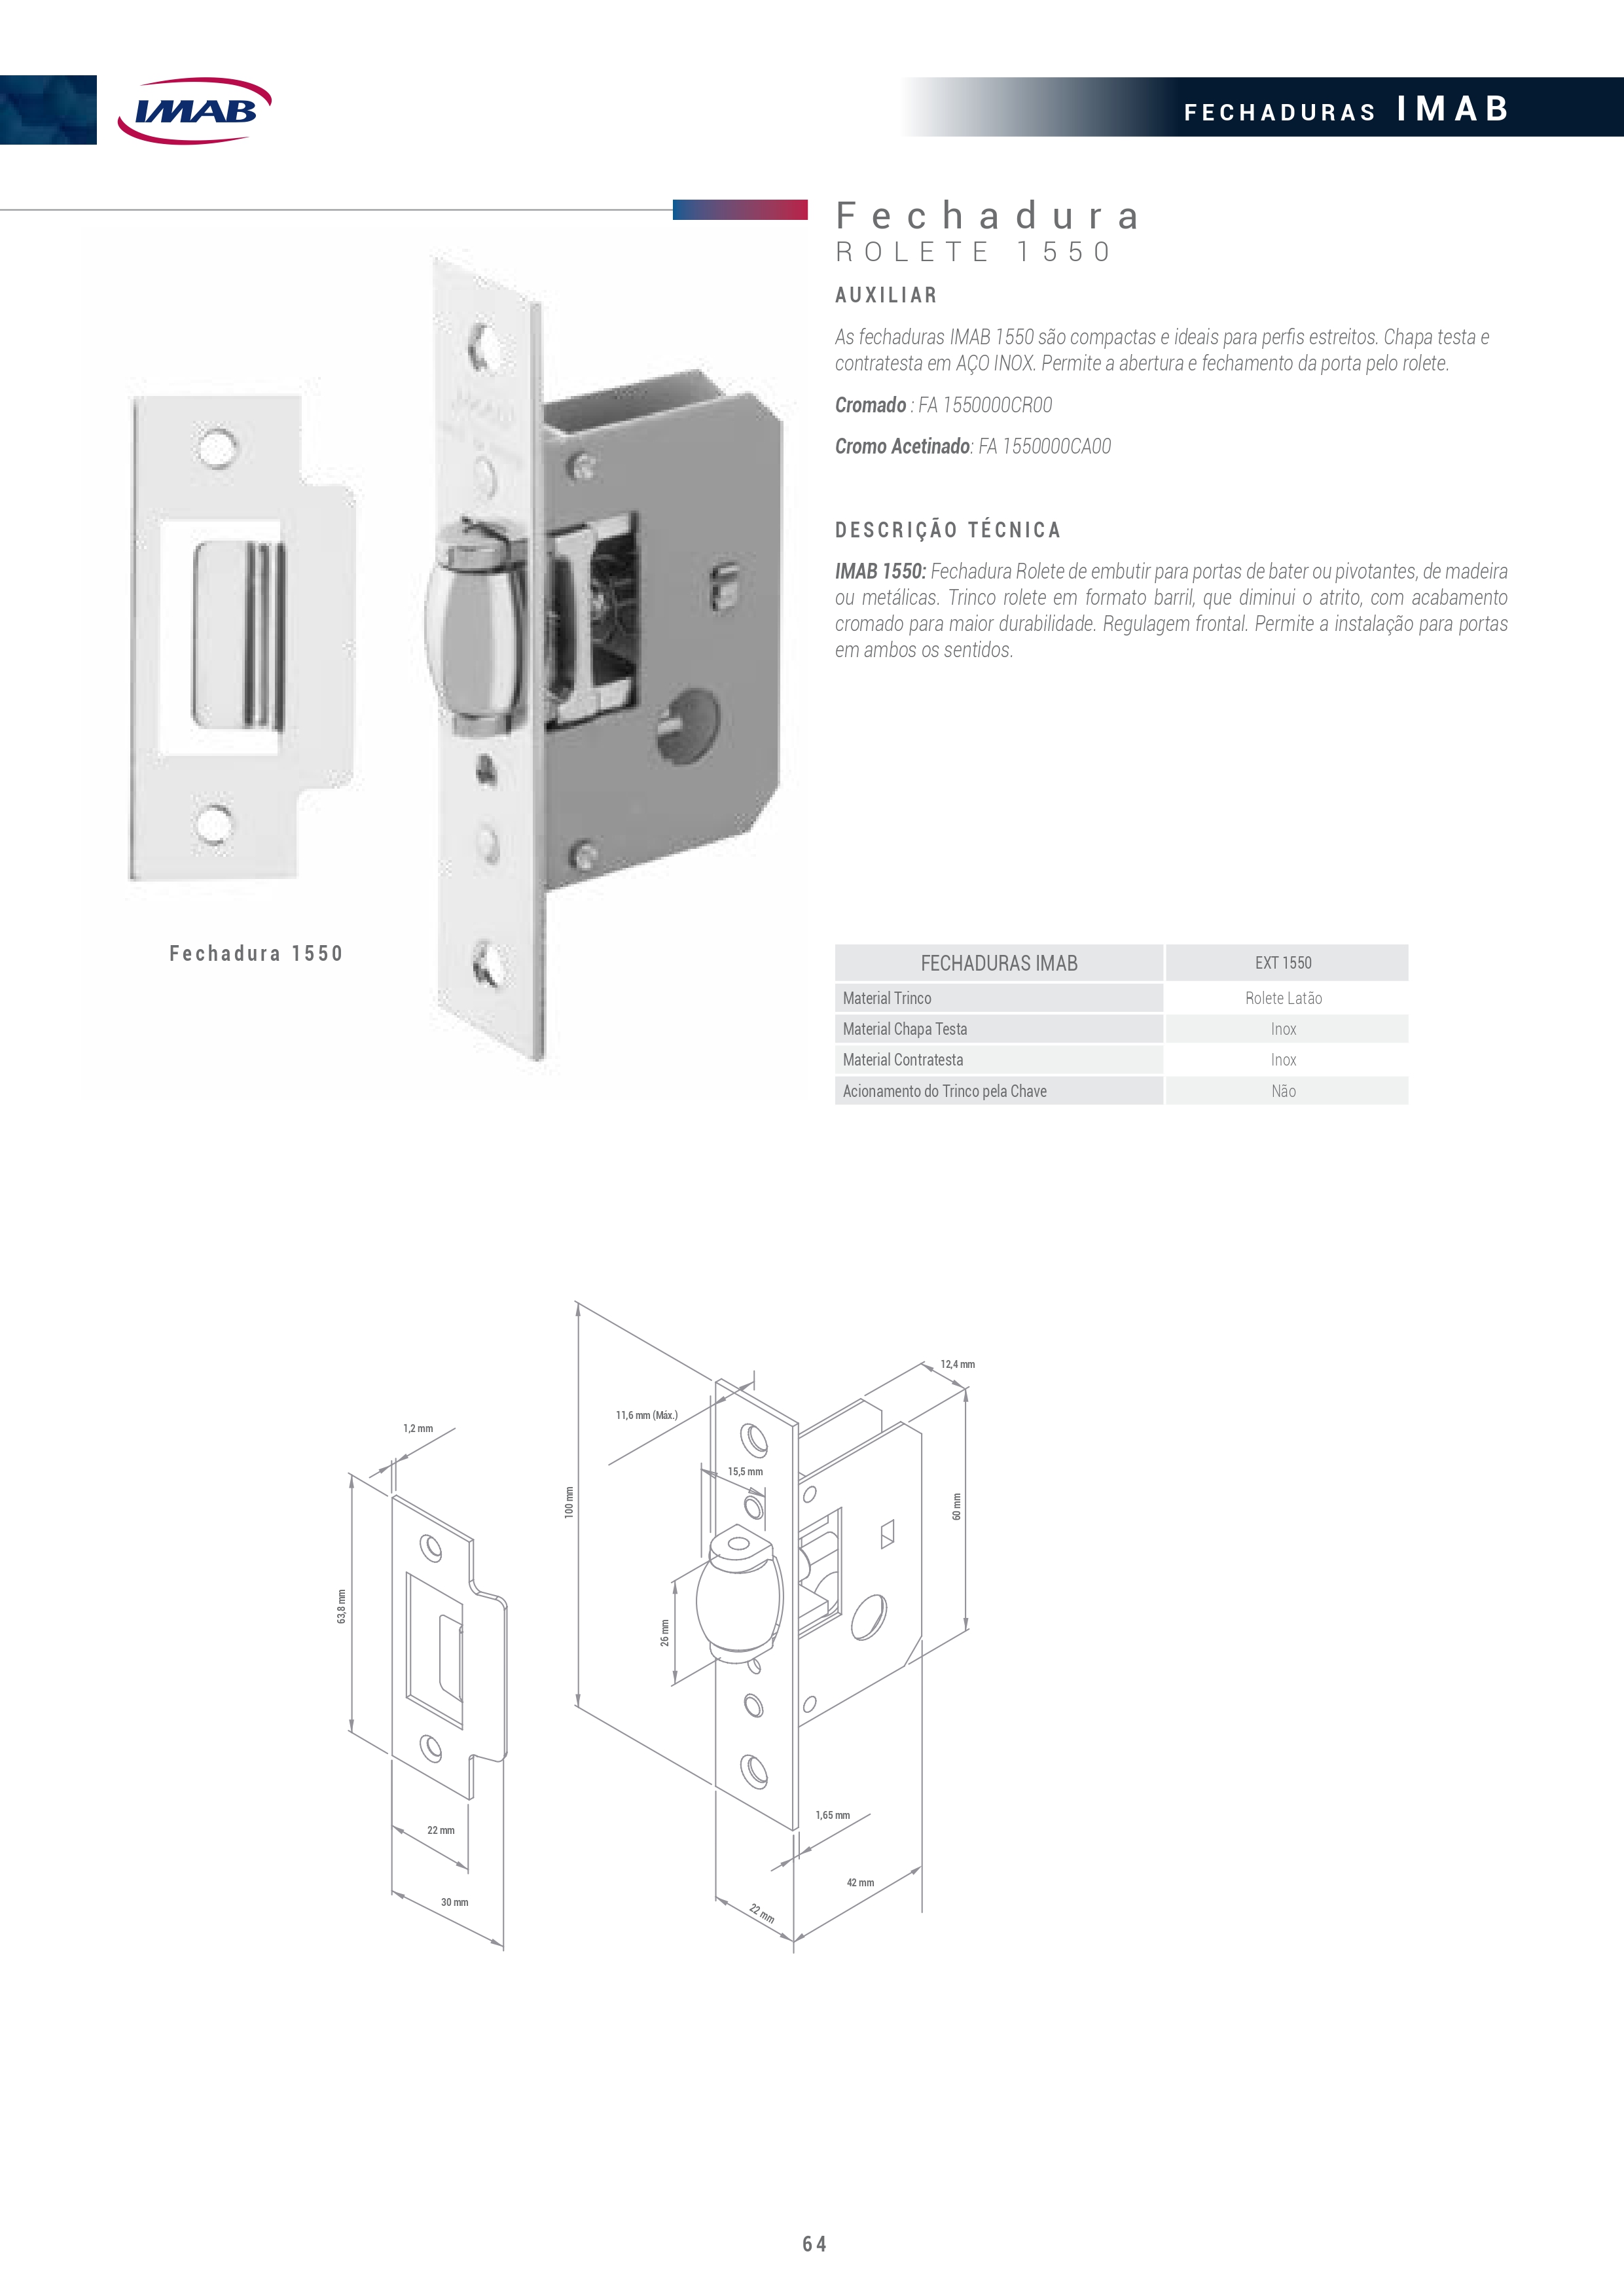 IMAB
FECHADURAS IMAB
Fechadura
ROLETE 1550
AUXILIAR
As fechaduras IMAB 1550 são compactas e ideais para perfis estreitos. Chapa testa e
contratesta em AÇO INOX. Permite a abertura e fechamento da porta pelo rolete.
Cromado : FA 1550000CR00
Cromo Acetinado: FA 1550000CA00
DESCRIÇÃO TÉCNICA
IMAB 1550: Fechadura Rolete de embutir para portas de bater ou pivotantes, de madeira
ou metálicas. Trinco rolete em formato barril, que diminui o atrito, com acabamento
cromado para maior durabilidade. Regulagem frontal. Permite a instalação para portas
em ambos os sentidos.
Fechadura 1550
FECHADURAS IMAB EXT 1550
Material Trinco Rolete Latão
Material Chapa Testa Inox
Material Contratesta Inox
Acionamento do Trinco pela Chave Não
12,4 mm
11,6 mm (Máx.)
1,2 mm
15,5 mm
100 mm
60 mm
63,8 mm
26 mm
1,65 mm
22 mm
42 mm
30 mm
22 mm
64